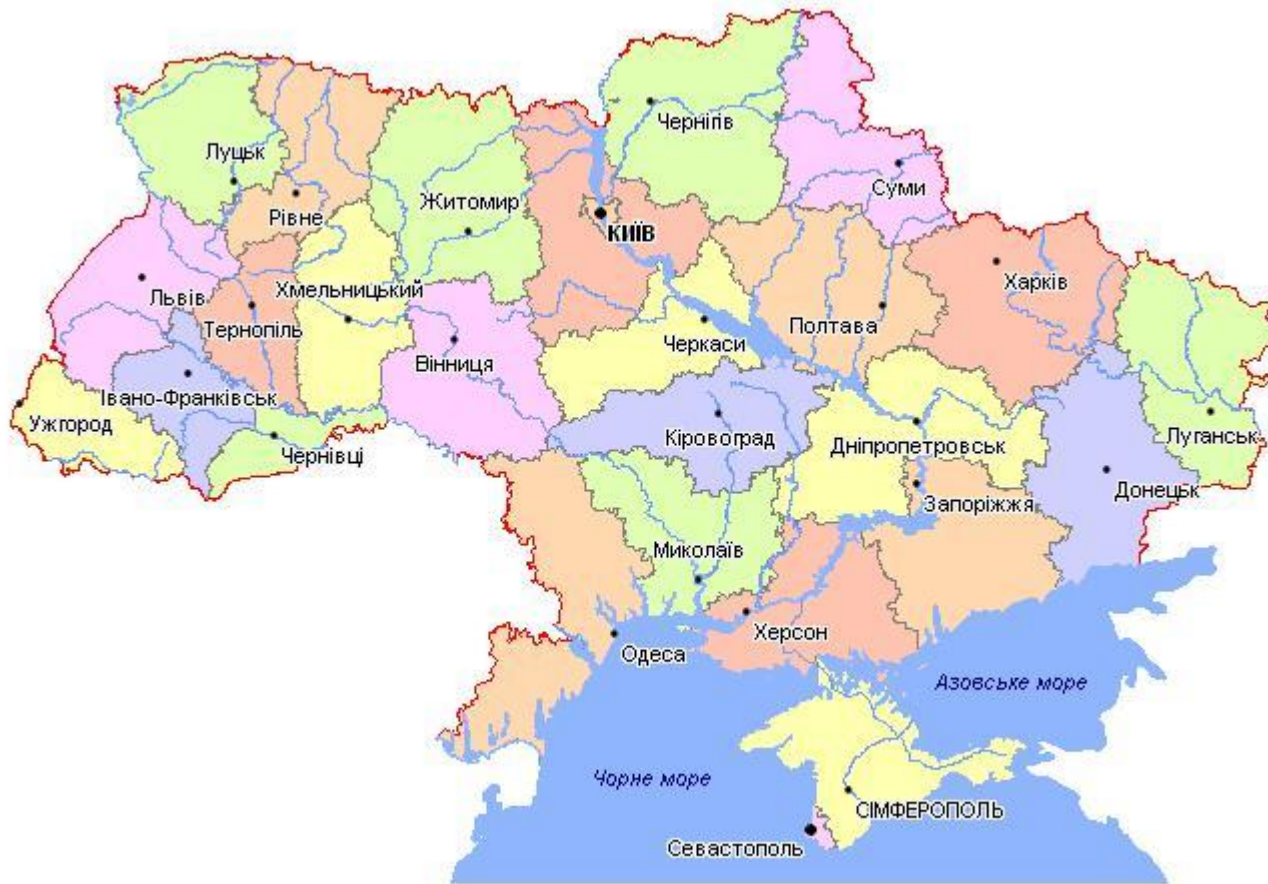 Чернігів
Луцьк
Суми
Рівне
Житомир
КИЇВ
Харків
Львів
Хмельницький
Тернопіль
Полтава
Черкаси
Вінниця
Івано-Франківськ
Ужгород
Чернівці
Кіровоград
Дніпропетровськ
Луганськ
Донецьк
Запоріжжя
Миколаїв
Херсон
Одеса
Азовське море
Чорне море
СІМФЕРОПОЛЬ
Севастополь